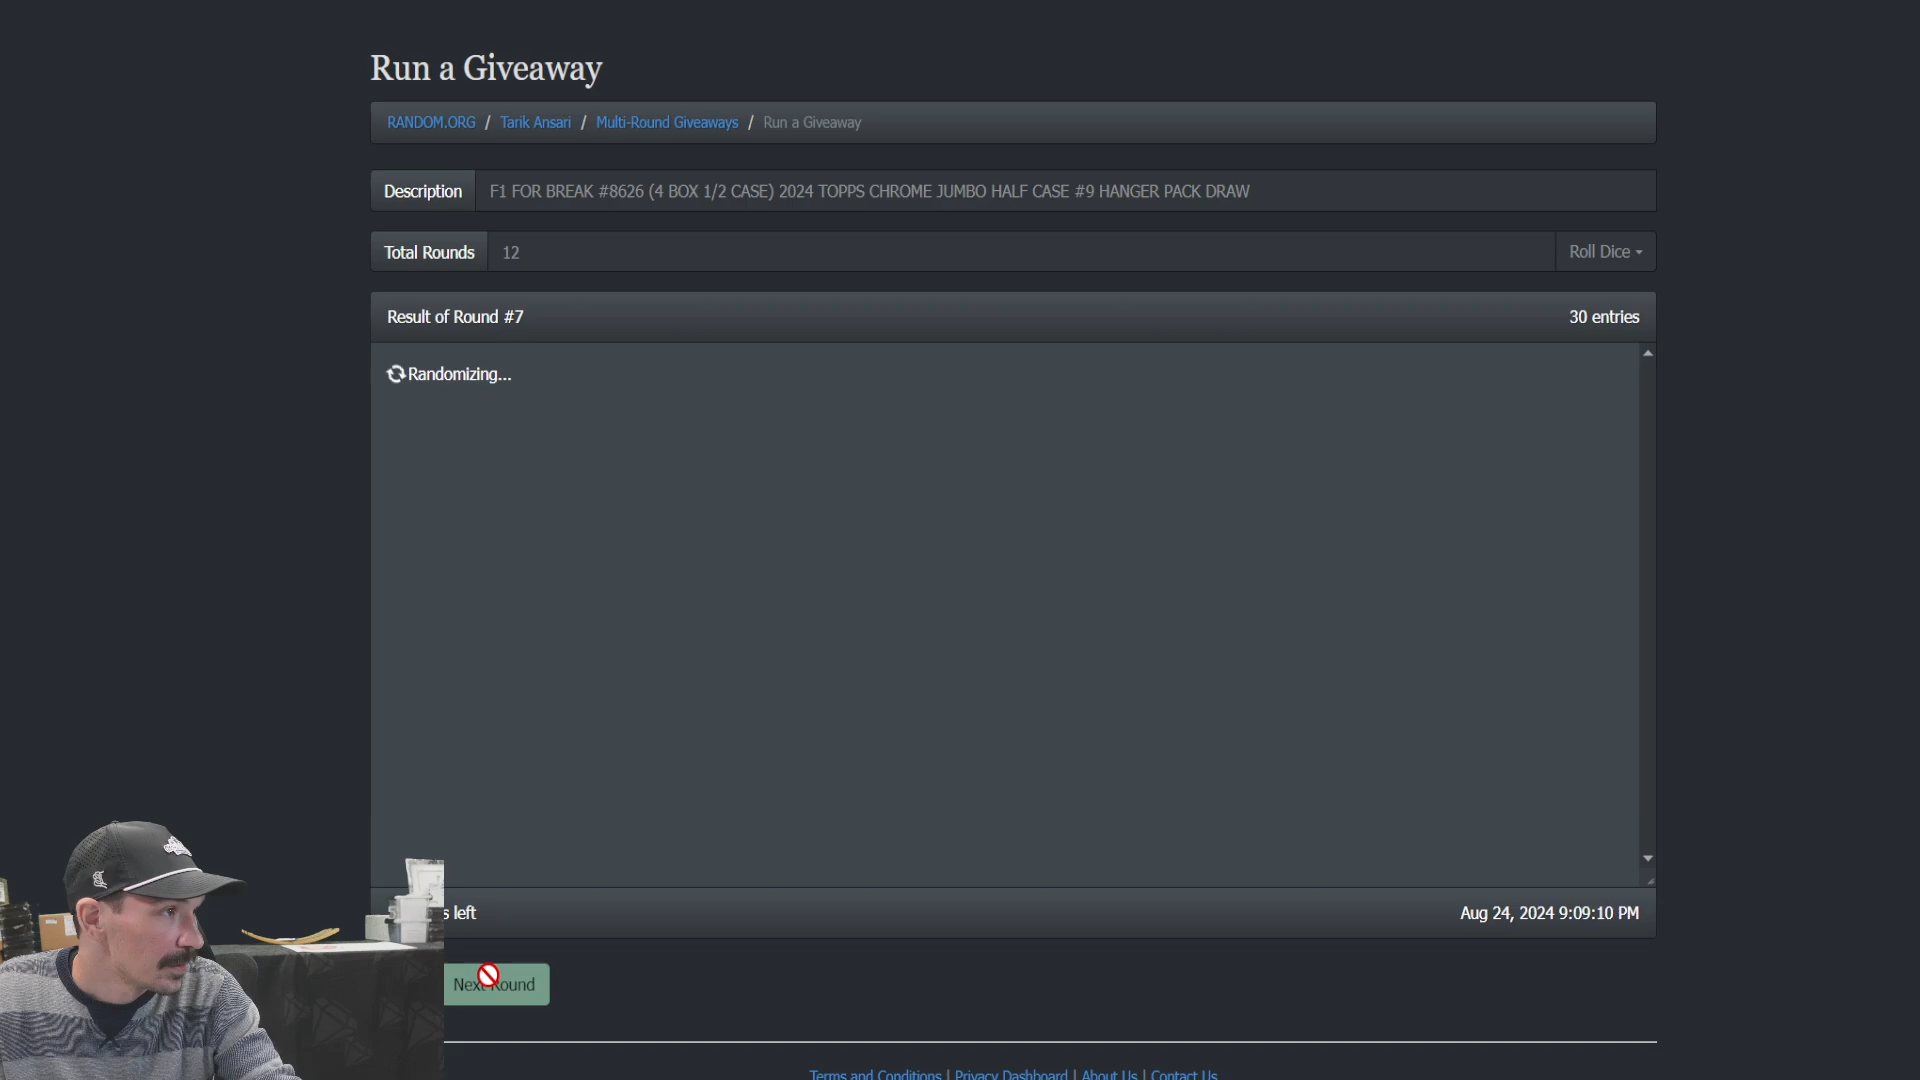 Run a Giveaway
RANDOM.ORG / Tarik Ansari / Multi-Round Giveaways / Run a Giveaway
Description F1 FOR BREAK #8626 (4 BOX 1/2 CASE) 2024 TOPPS CHROME JUMBO HALF CASE #9 HANGER PACK DRAW
Total Rounds 12 Roll Dice
Result of Round #7 30 entries
Randomizing...
s left Aug 24, 2024 9:09:10 PM
Next Round
Terms and Conditions | Privacy Dashboard | About Us | Contact Us